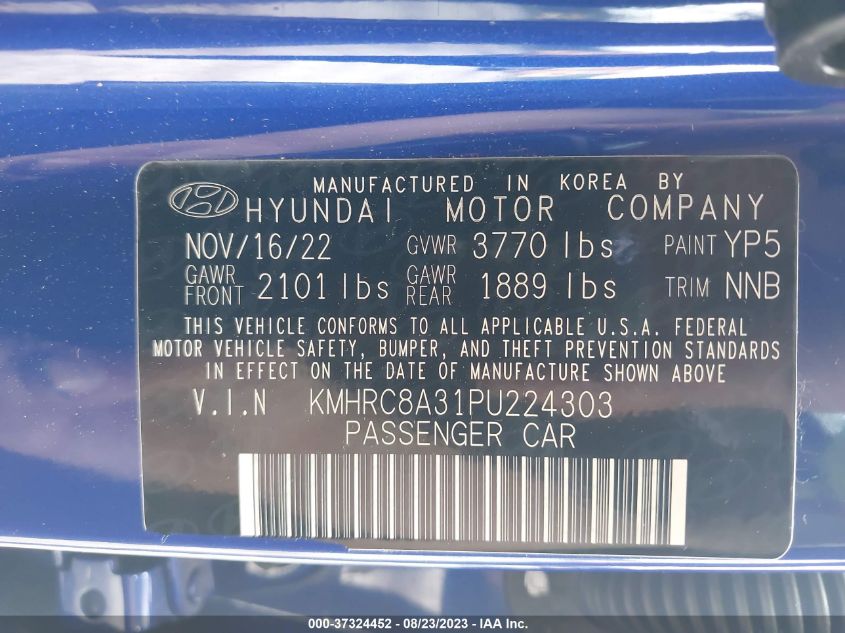 MANUFACTURED IN KOREA BY
HYUNDAI MOTOR COMPANY
NOV/16/22 GVWR 3770 lbs PAINT YP5
GAWR FRONT 2101 lbs GAWR REAR 1889 lbs TRIM NNB
THIS VEHICLE CONFORMS TO ALL APPLICABLE U.S.A. FEDERAL
MOTOR VEHICLE SAFETY, BUMPER, AND THEFT PREVENTION STANDARDS
IN EFFECT ON THE DATE OF MANUFACTURE SHOWN ABOVE
V.I.N KMHRC8A31PU224303
PASSENGER CAR
000-37324452 - 08/23/2023 - IAA Inc.